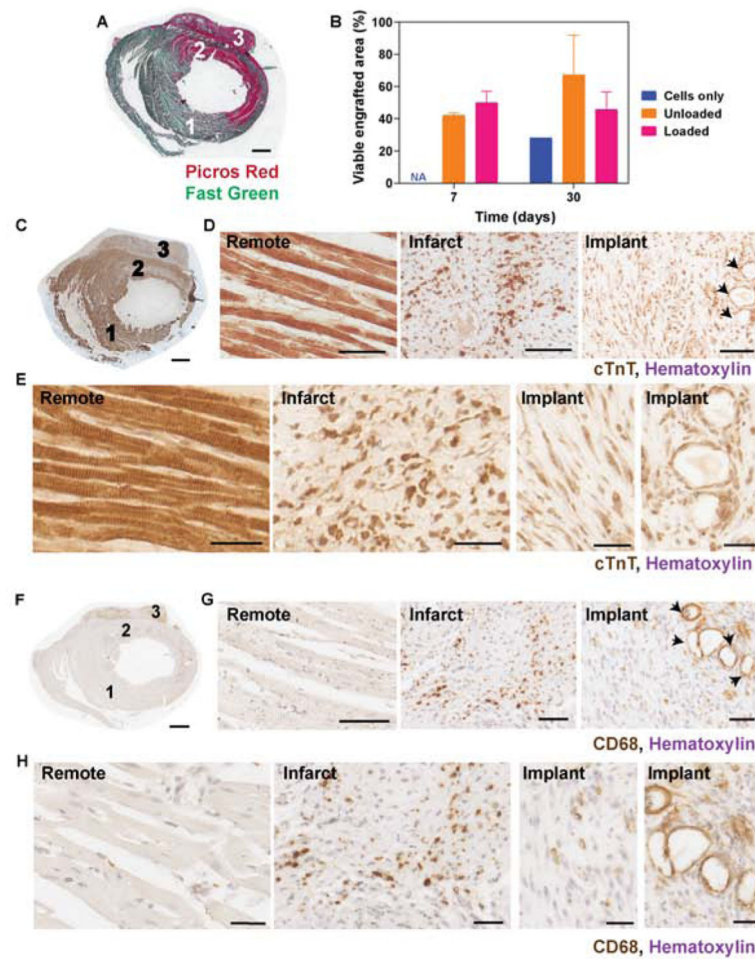 A
1
2
3
Picros Red
Fast Green
B
Viable engrafted area (%)
100
80
60
40
20
0
NA
7
30
Time (days)
Cells only
Unloaded
Loaded
C
1
2
3
D
Remote
Infarct
Implant
cTnT, Hematoxylin
E
Remote
Infarct
Implant
Implant
cTnT, Hematoxylin
F
1
2
3
G
Remote
Infarct
Implant
CD68, Hematoxylin
H
Remote
Infarct
Implant
Implant
CD68, Hematoxylin